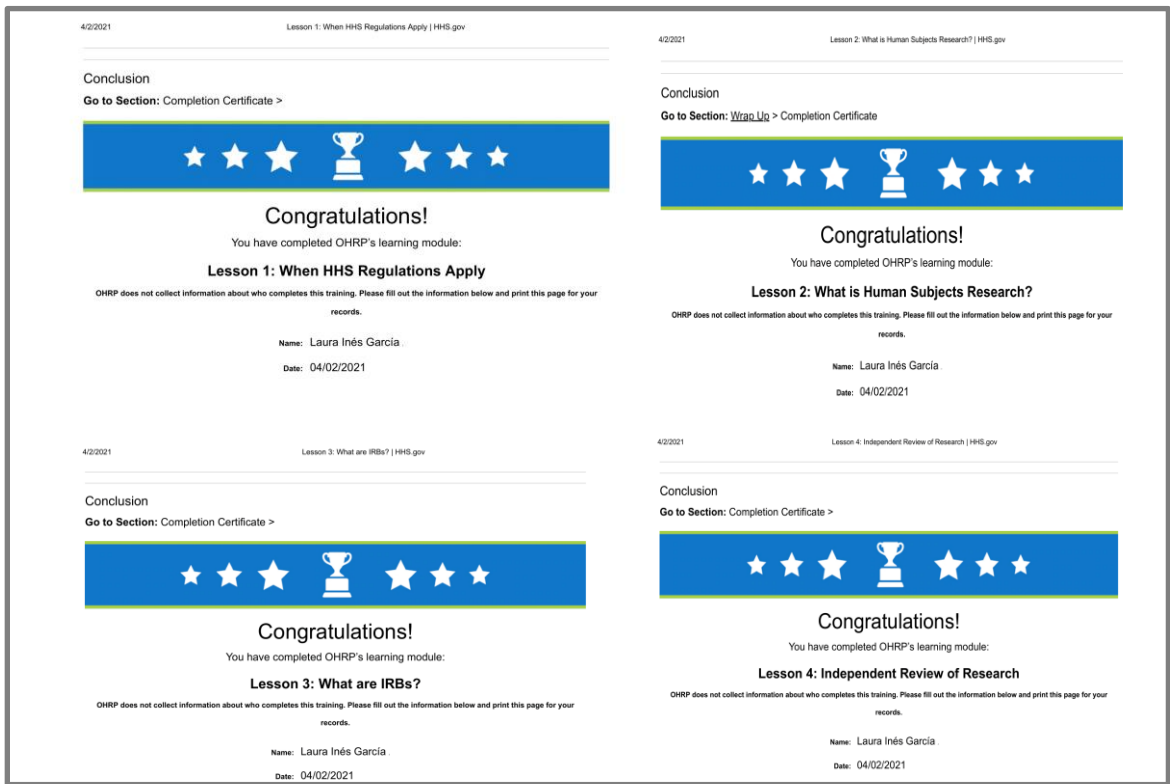 4/2/2021 Lesson 1: When HHS Regulations Apply | HHS.gov
Conclusion
Go to Section: Completion Certificate >
Congratulations!
You have completed OHRP's learning module:
Lesson 1: When HHS Regulations Apply
OHRP does not collect information about who completes this training. Please fill out the information below and print this page for your
records.
Name: Laura Inés García
Date: 04/02/2021
4/2/2021 Lesson 2: What is Human Subjects Research? | HHS.gov
Conclusion
Go to Section: Wrap Up > Completion Certificate
Congratulations!
You have completed OHRP's learning module:
Lesson 2: What is Human Subjects Research?
OHRP does not collect information about who completes this training. Please fill out the information below and print this page for your
records.
Name: Laura Inés García
Date: 04/02/2021
4/2/2021 Lesson 3: What are IRBs? | HHS.gov
Conclusion
Go to Section: Completion Certificate >
Congratulations!
You have completed OHRP's learning module:
Lesson 3: What are IRBs?
OHRP does not collect information about who completes this training. Please fill out the information below and print this page for your
records.
Name: Laura Inés García
Date: 04/02/2021
4/2/2021 Lesson 4: Independent Review of Research | HHS.gov
Conclusion
Go to Section: Completion Certificate >
Congratulations!
You have completed OHRP's learning module:
Lesson 4: Independent Review of Research
OHRP does not collect information about who completes this training. Please fill out the information below and print this page for your
records.
Name: Laura Inés García
Date: 04/02/2021